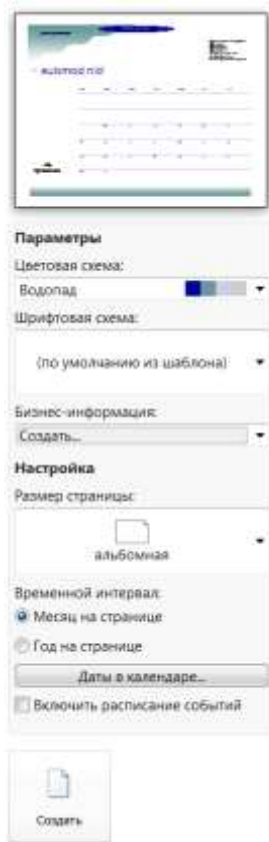 Параметры
Цветовая схема:
Водопад
Шрифтовая схема:
(по умолчанию из шаблона)
Бизнес-информация:
Создать...
Настройка
Размер страницы:
альбомная
Временной интервал:
Месяц на странице
Год на странице
Даты в календаре...
Включить расписание событий
Создать